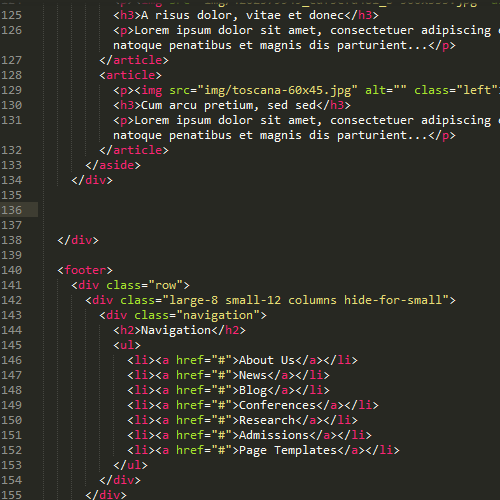 125 <h3>A risus dolor, vitae et donec</h3>
126 <p>Lorem ipsum dolor sit amet, consectetuer adipiscing
natoque penatibus et magnis dis parturient...</p>
127 </article>
128 <article>
129 <p><img src="img/toscana-60x45.jpg" alt="" class="left"
130 <h3>Cum arcu pretium, sed sed</h3>
131 <p>Lorem ipsum dolor sit amet, consectetuer adipiscing
natoque penatibus et magnis dis parturient...</p>
132 </article>
133 </aside>
134 </div>
135
136
137
138 </div>
139
140 <footer>
141 <div class="row">
142 <div class="large-8 small-12 columns hide-for-small">
143 <div class="navigation">
144 <h2>Navigation</h2>
145 <ul>
146 <li><a href="#">About Us</a></li>
147 <li><a href="#">News</a></li>
148 <li><a href="#">Blog</a></li>
149 <li><a href="#">Conferences</a></li>
150 <li><a href="#">Research</a></li>
151 <li><a href="#">Admissions</a></li>
152 <li><a href="#">Page Templates</a></li>
153 </ul>
154 </div>
155 </div>